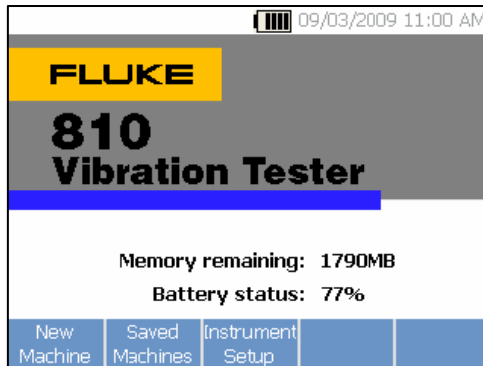 09/03/2009 11:00 AM
FLUKE
810
Vibration Tester
Memory remaining: 1790MB
Battery status: 77%
New Machine
Saved Machines
Instrument Setup